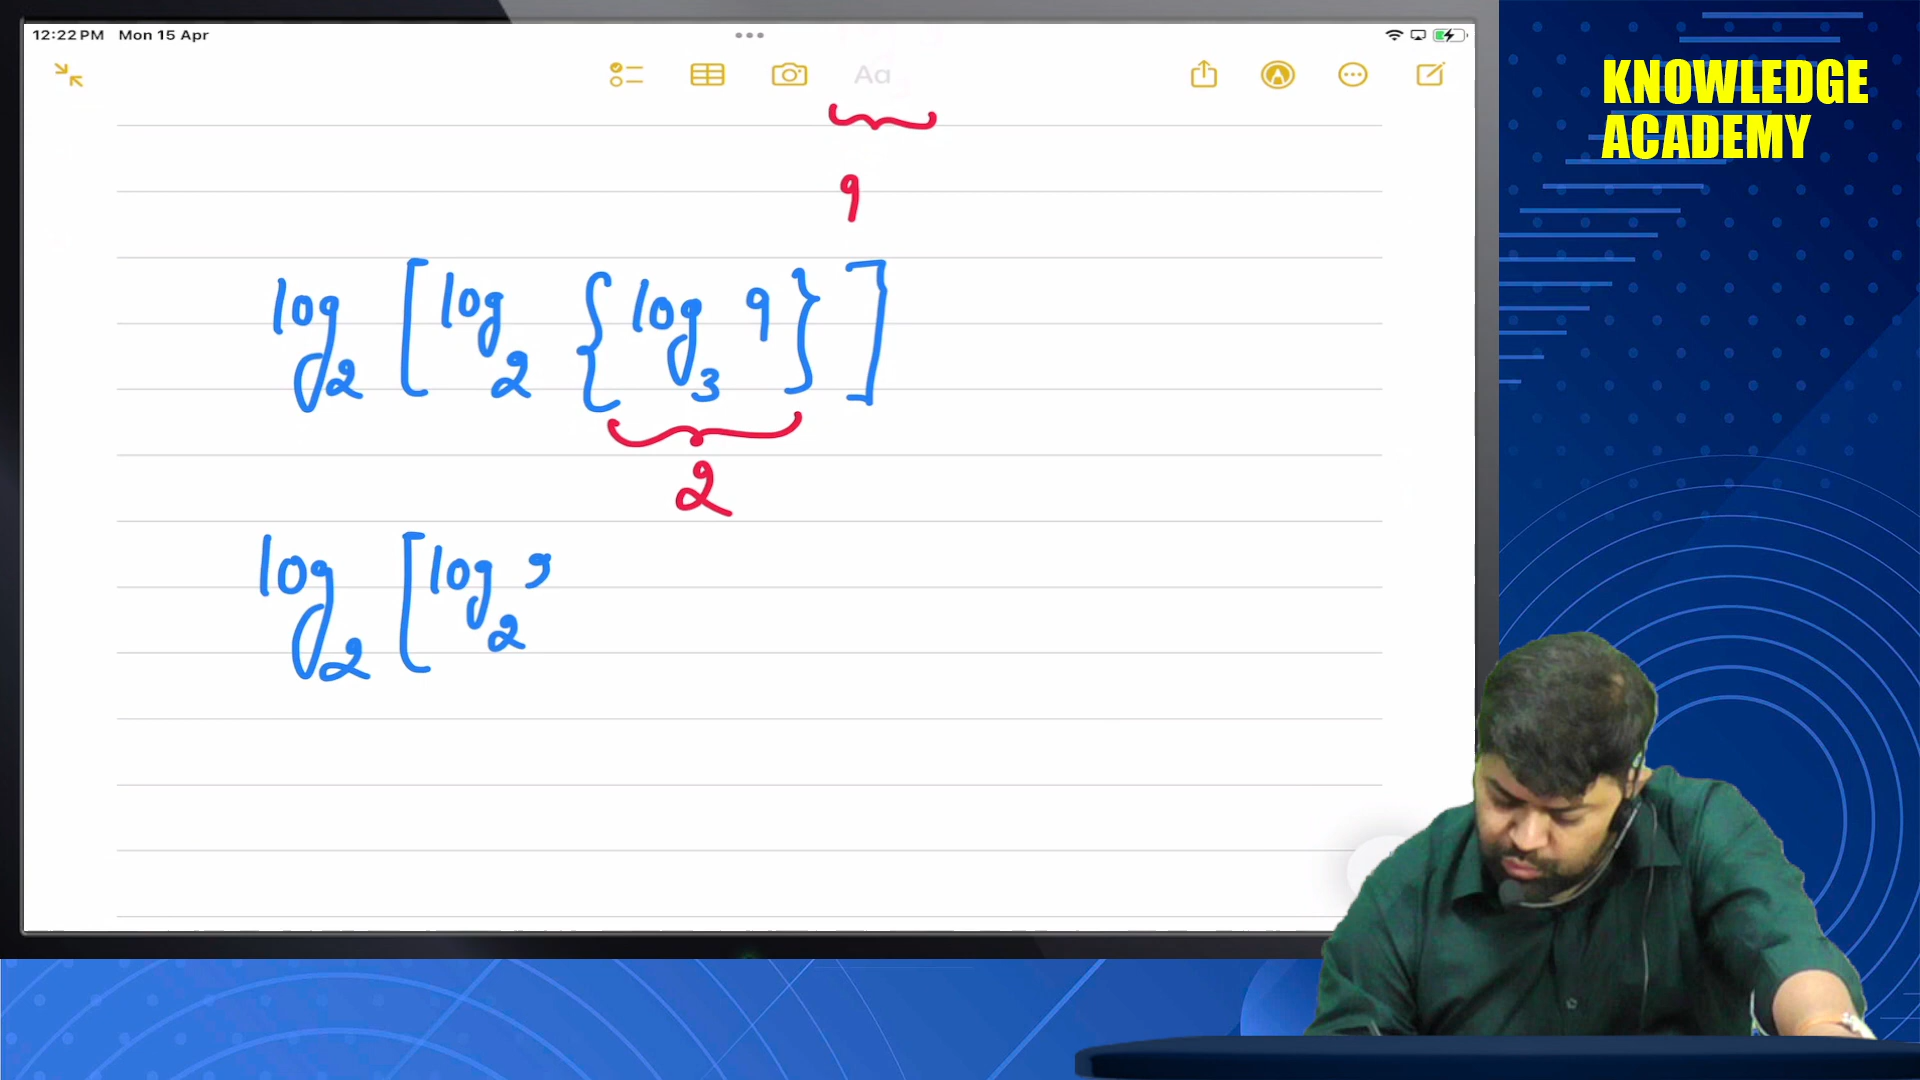 12:22 PM Mon 15 Apr
Aa
KNOWLEDGE
ACADEMY
9
log₂ [ log₂ { log₃ 9 } ]
2
log₂ [ log₂